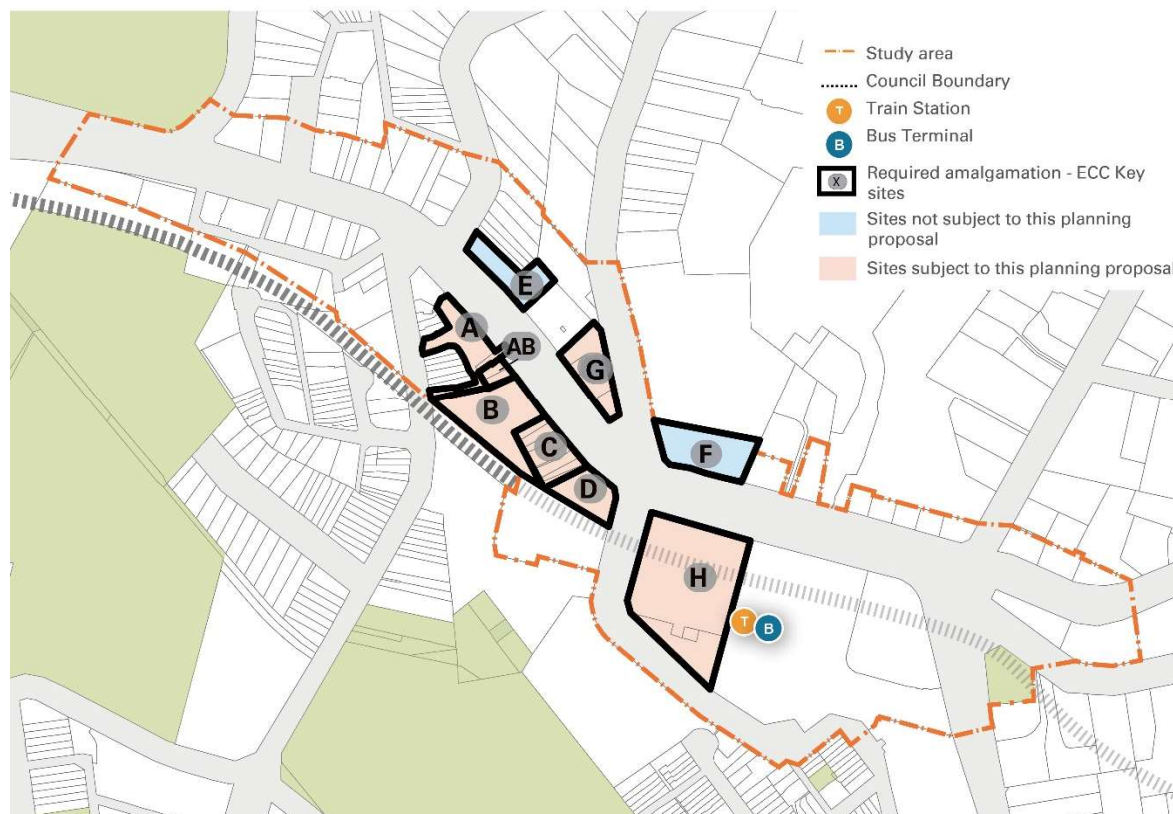 Study area
Council Boundary
T
Train Station
B
Bus Terminal
X
Required amalgamation - ECC Key
sites
Sites not subject to this planning
proposal
Sites subject to this planning proposal
E
A
AB
G
B
C
F
D
H
T
B